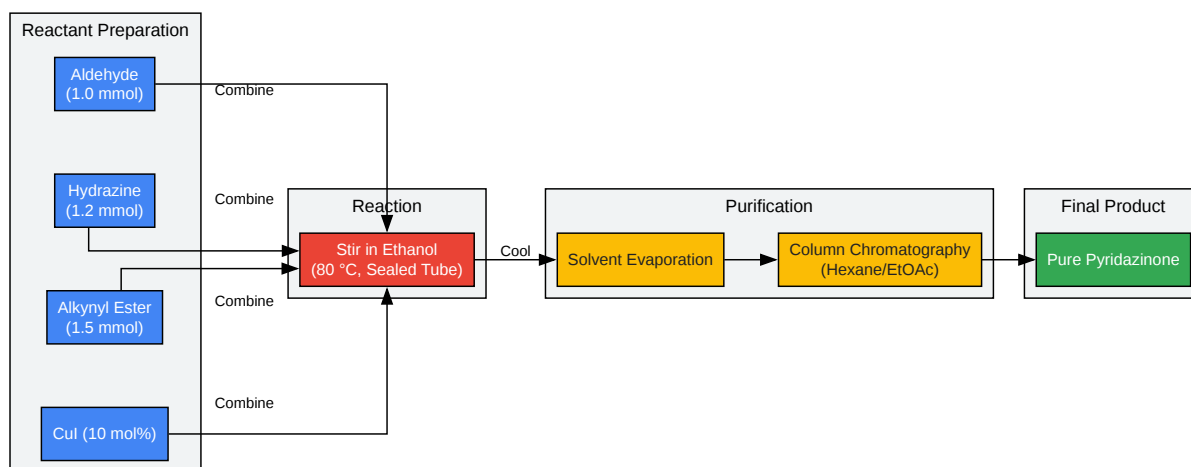 Reactant Preparation
Aldehyde
(1.0 mmol)
Combine
Hydrazine
(1.2 mmol)
Combine
Alkynyl Ester
(1.5 mmol)
Combine
CuI (10 mol%)
Combine
Reaction
Stir in Ethanol
(80 °C, Sealed Tube)
Cool
Purification
Solvent Evaporation
Column Chromatography
(Hexane/EtOAc)
Final Product
Pure Pyridazinone